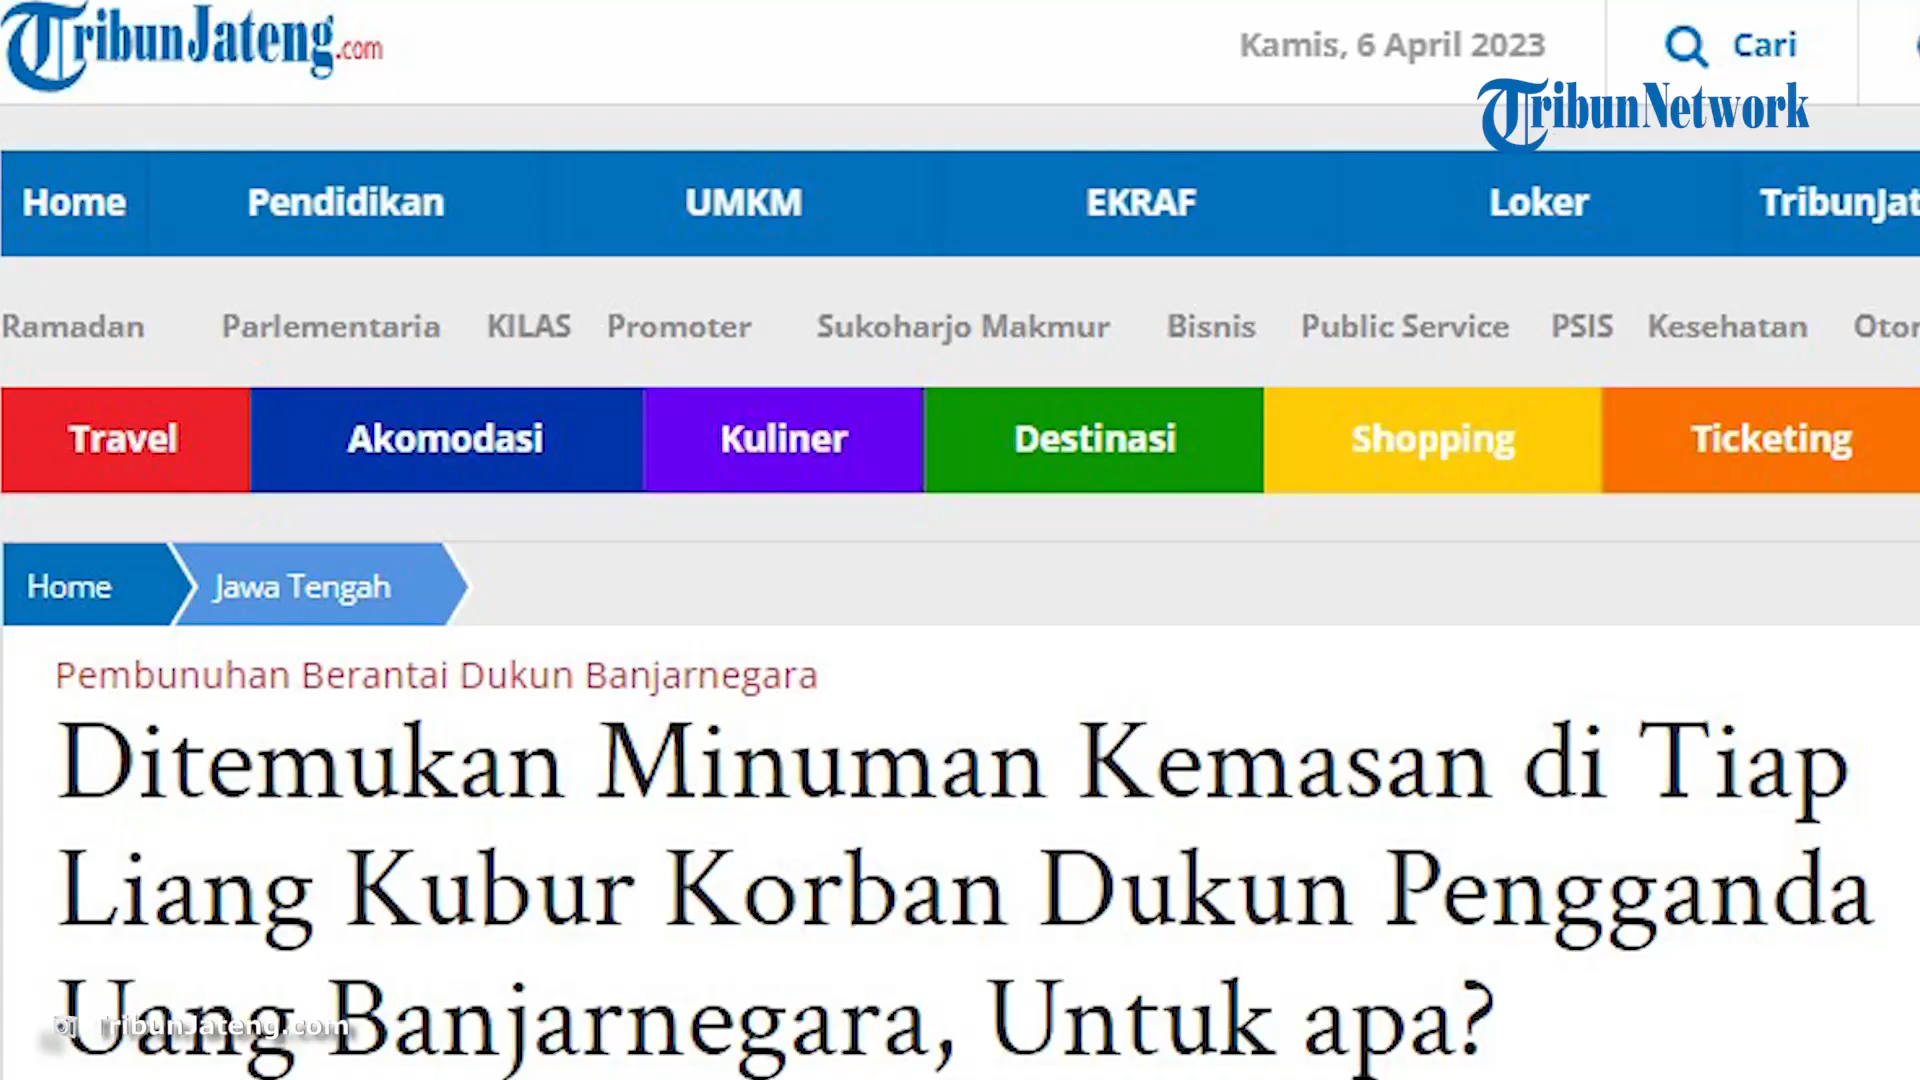 TribunJateng.com
Kamis, 6 April 2023
Cari
TribunNetwork
Home Pendidikan UMKM EKRAF Loker TribunJat
Ramadan Parlementaria KILAS Promoter Sukoharjo Makmur Bisnis Public Service PSIS Kesehatan Otor
Travel Akomodasi Kuliner Destinasi Shopping Ticketing
Home Jawa Tengah
Pembunuhan Berantai Dukun Banjarnegara
Ditemukan Minuman Kemasan di Tiap
Liang Kubur Korban Dukun Pengganda
Uang Banjarnegara, Untuk apa?
TribunJateng.com